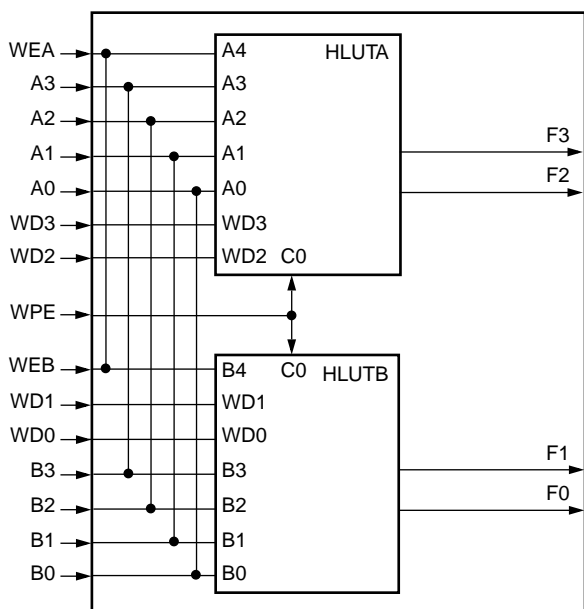 WEA A4 HLUTA
A3 A3
A2 A2
F3
A1 A1
F2
A0 A0
WD3 WD3
WD2 WD2 C0
WPE
WEB B4 C0 HLUTB
WD1 WD1
WD0 WD0
F1
B3 B3
F0
B2 B2
B1 B1
B0 B0